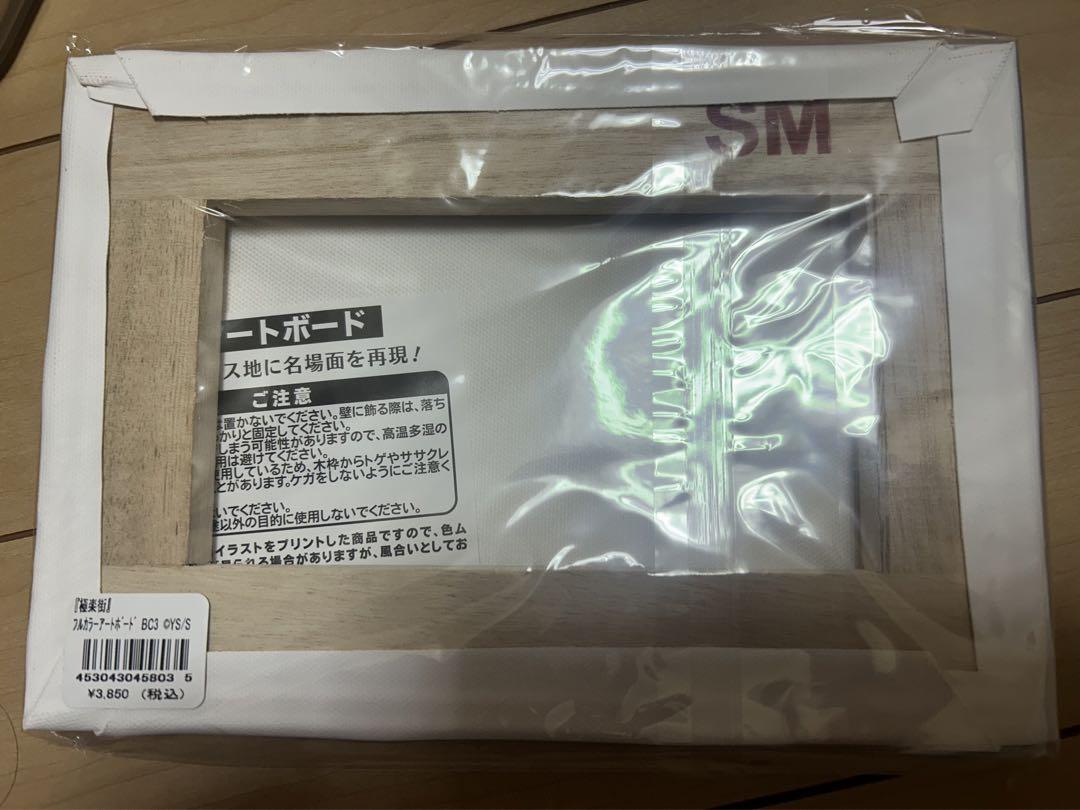 SM
ートボード
ス地に名場面を再現！
ご注意
置かないでください。壁に飾る際は、落ち
かりと固定してください。
しまう可能性がありますので、高温多湿の
用は避けてください。
用しているため、木枠からトゲやササクレ
とがあります。ケガをしないようにご注意く
いでください。
以外の目的に使用しないでください。
イラストをプリントした商品ですので、色ム
られる場合がありますが、風合いとしてお
『極楽街』
フルカラーアートボード BC3 ©YS/S
453043045803 5
¥3,850 （税込）